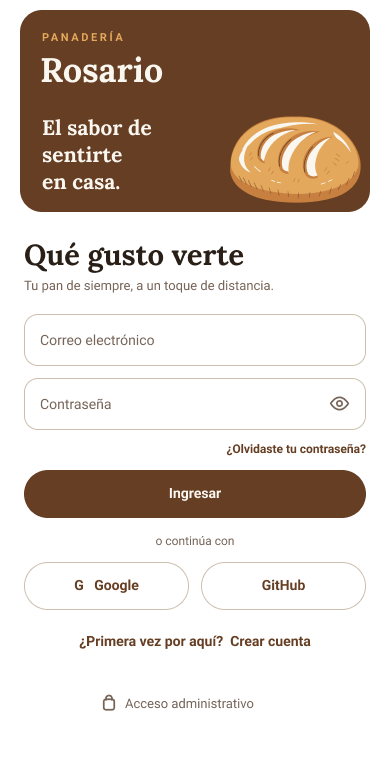 PANADERÍA
Rosario
El sabor de
sentirte
en casa.
Qué gusto verte
Tu pan de siempre, a un toque de distancia.
Correo electrónico
Contraseña
¿Olvidaste tu contraseña?
Ingresar
o continúa con
G Google
GitHub
¿Primera vez por aquí? Crear cuenta
Acceso administrativo